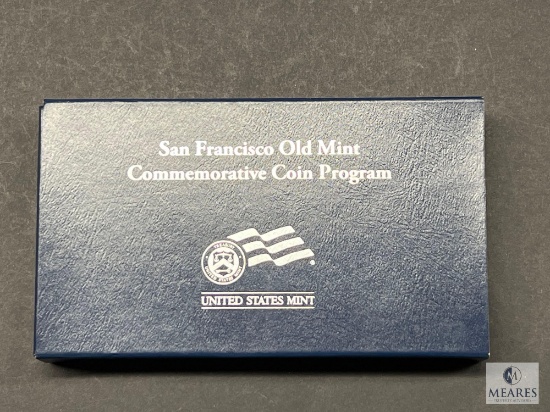 San Francisco Old Mint
Commemorative Coin Program
UNITED STATES MINT
M
MEARES